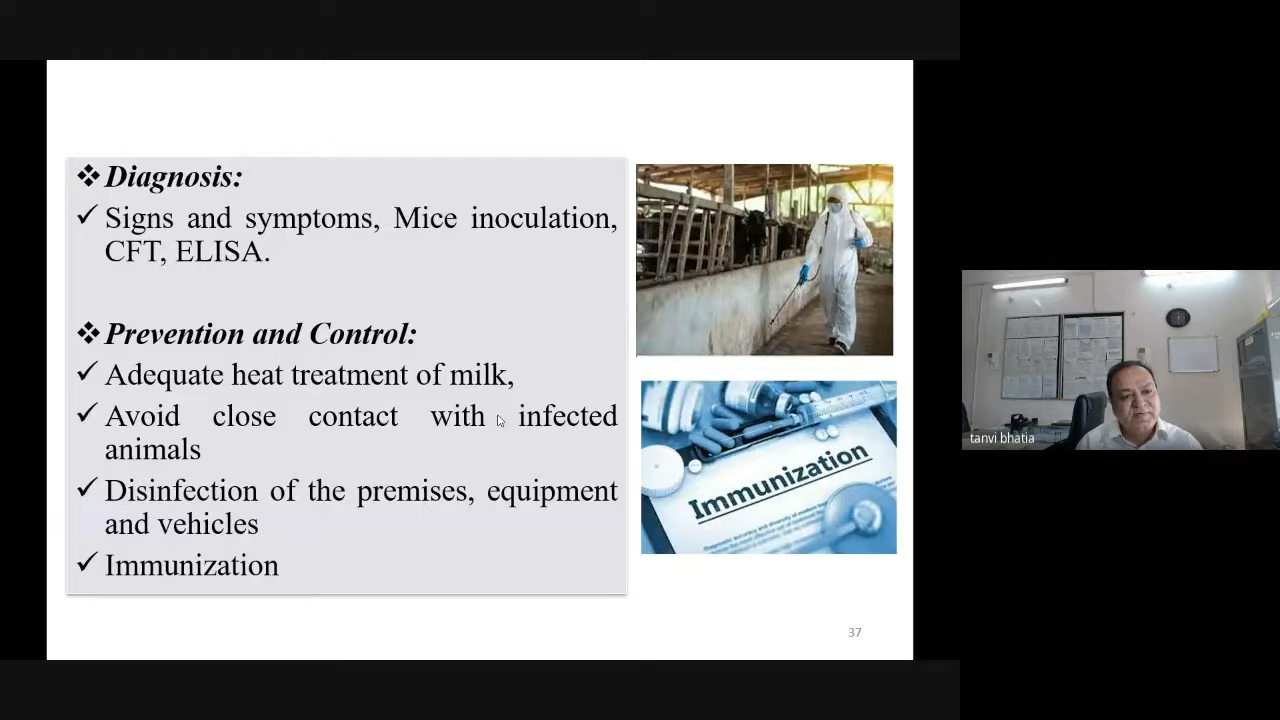 ❖ Diagnosis:
✓ Signs and symptoms, Mice inoculation,
CFT, ELISA.
❖ Prevention and Control:
✓ Adequate heat treatment of milk,
✓ Avoid close contact with infected
animals
✓ Disinfection of the premises, equipment
and vehicles
✓ Immunization
Immunization
37
tanvi bhatia